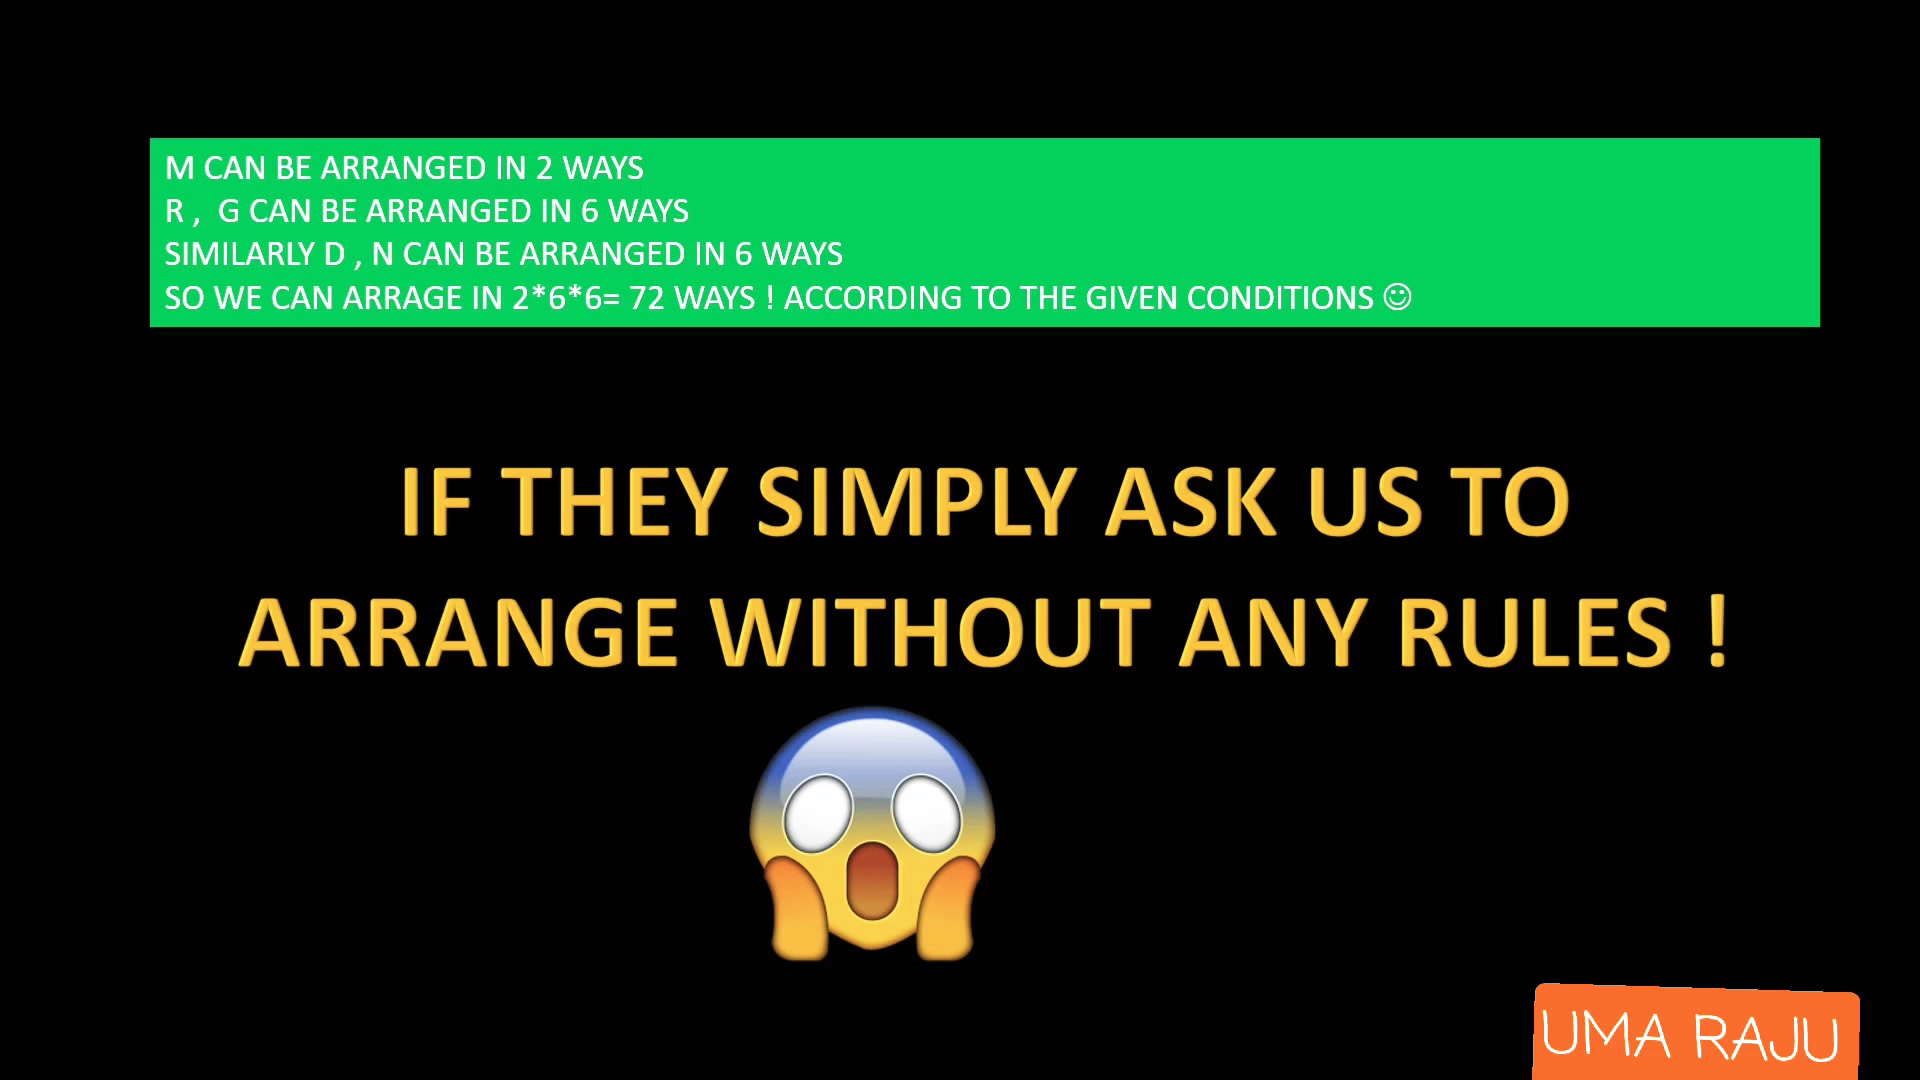 M CAN BE ARRANGED IN 2 WAYS
R , G CAN BE ARRANGED IN 6 WAYS
SIMILARLY D , N CAN BE ARRANGED IN 6 WAYS
SO WE CAN ARRAGE IN 2*6*6= 72 WAYS ! ACCORDING TO THE GIVEN CONDITIONS ☺
IF THEY SIMPLY ASK US TO
ARRANGE WITHOUT ANY RULES !
UMA RAJU